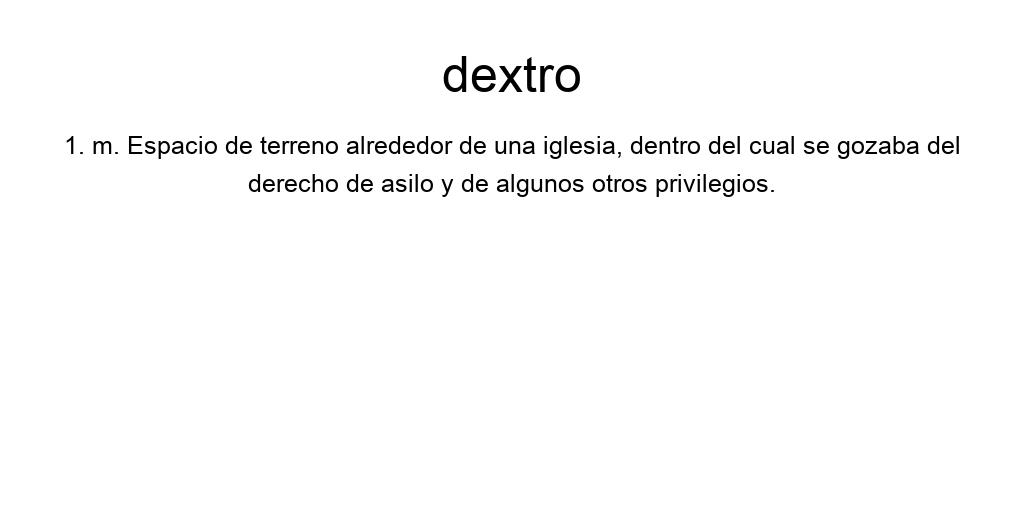 dextro
1. m. Espacio de terreno alrededor de una iglesia, dentro del cual se gozaba del
derecho de asilo y de algunos otros privilegios.